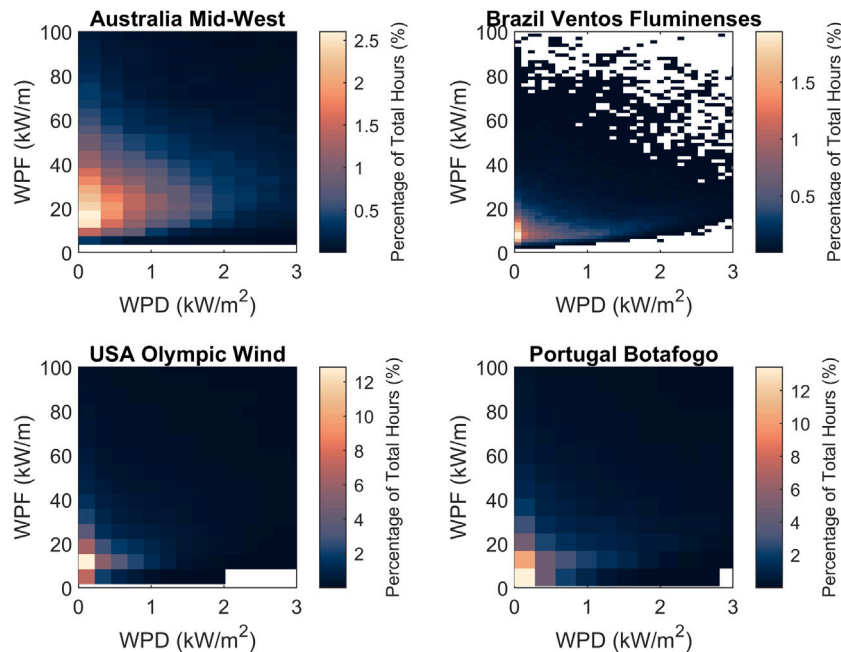 Australia Mid-West
100
80
60
40
20
0
WPF (kW/m)
0 1 2 3
WPD (kW/m²)
2.5
2
1.5
1
0.5
Percentage of Total Hours (%)
Brazil Ventos Fluminenses
100
80
60
40
20
0
WPF (kW/m)
0 1 2 3
WPD (kW/m²)
1.5
1
0.5
Percentage of Total Hours (%)
USA Olympic Wind
100
80
60
40
20
0
WPF (kW/m)
0 1 2 3
WPD (kW/m²)
12
10
8
6
4
2
Percentage of Total Hours (%)
Portugal Botafogo
100
80
60
40
20
0
WPF (kW/m)
0 1 2 3
WPD (kW/m²)
12
10
8
6
4
2
Percentage of Total Hours (%)